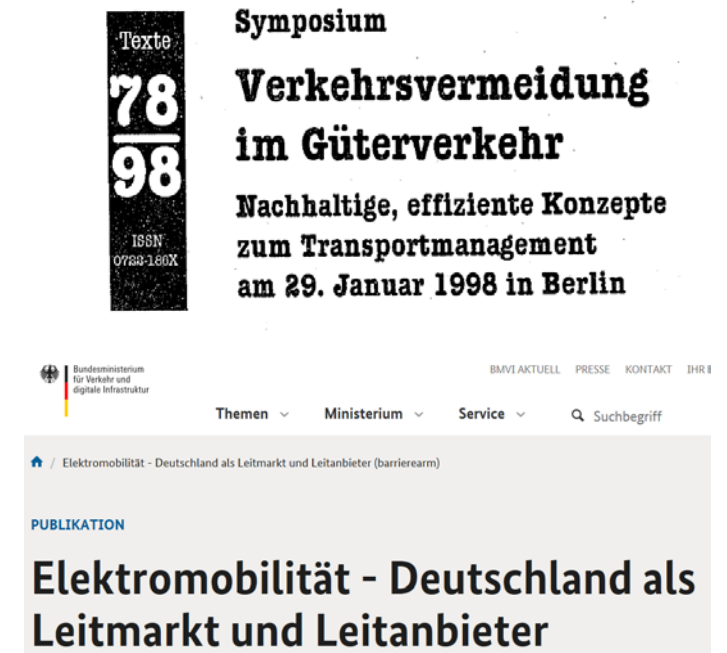 Texte
78
98
ISSN
0722-186X
Symposium
Verkehrsvermeidung
im Güterverkehr
Nachhaltige, effiziente Konzepte
zum Transportmanagement
am 29. Januar 1998 in Berlin
Bundesministerium
für Verkehr und
digitale Infrastruktur
BMVI AKTUELL PRESSE KONTAKT IHR
Themen Ministerium Service Suchbegriff
/ Elektromobilität - Deutschland als Leitmarkt und Leitanbieter (barrierearm)
PUBLIKATION
Elektromobilität - Deutschland als
Leitmarkt und Leitanbieter